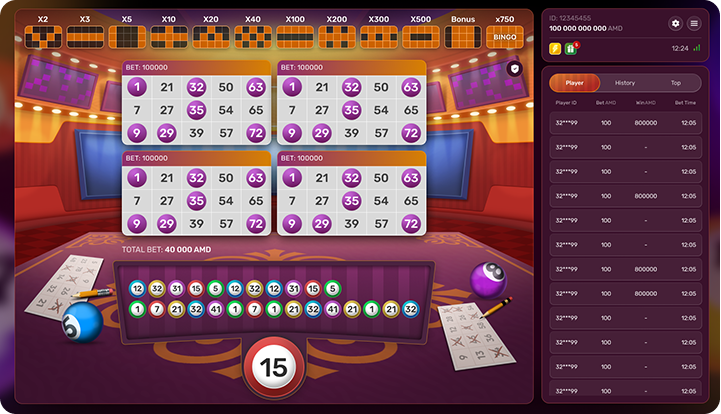 X2 X3 X5 X10 X20 X40 X100 X200 X300 X500 Bonus x750
BINGO
BET: 100000
1 21 32 50 63
7 27 35 54 65
9 29 39 57 72
BET: 100000
1 21 32 50 63
7 27 35 54 65
9 29 39 57 72
BET: 100000
1 21 32 50 63
7 27 35 54 65
9 29 39 57 72
BET: 100000
1 21 32 50 63
7 27 35 54 65
9 29 39 57 72
TOTAL BET: 40 000 AMD
12 32 31 15 5 12 32 12 31 15 5
1 7 21 32 41 1 7 1 21 32 41 1 21 32
15
ID: 12345455
100 000 000 000 AMD
5
12:24
Player History Top
Player ID Bet AMD Win AMD Bet Time
32***99 100 800000 12:05
32***99 100 - 12:05
32***99 100 - 12:05
32***99 100 800000 12:05
32***99 100 - 12:05
32***99 100 - 12:05
32***99 100 800000 12:05
32***99 100 800000 12:05
32***99 100 - 12:05
32***99 100 - 12:05
32***99 100 - 12:05
32***99 100 - 12:05